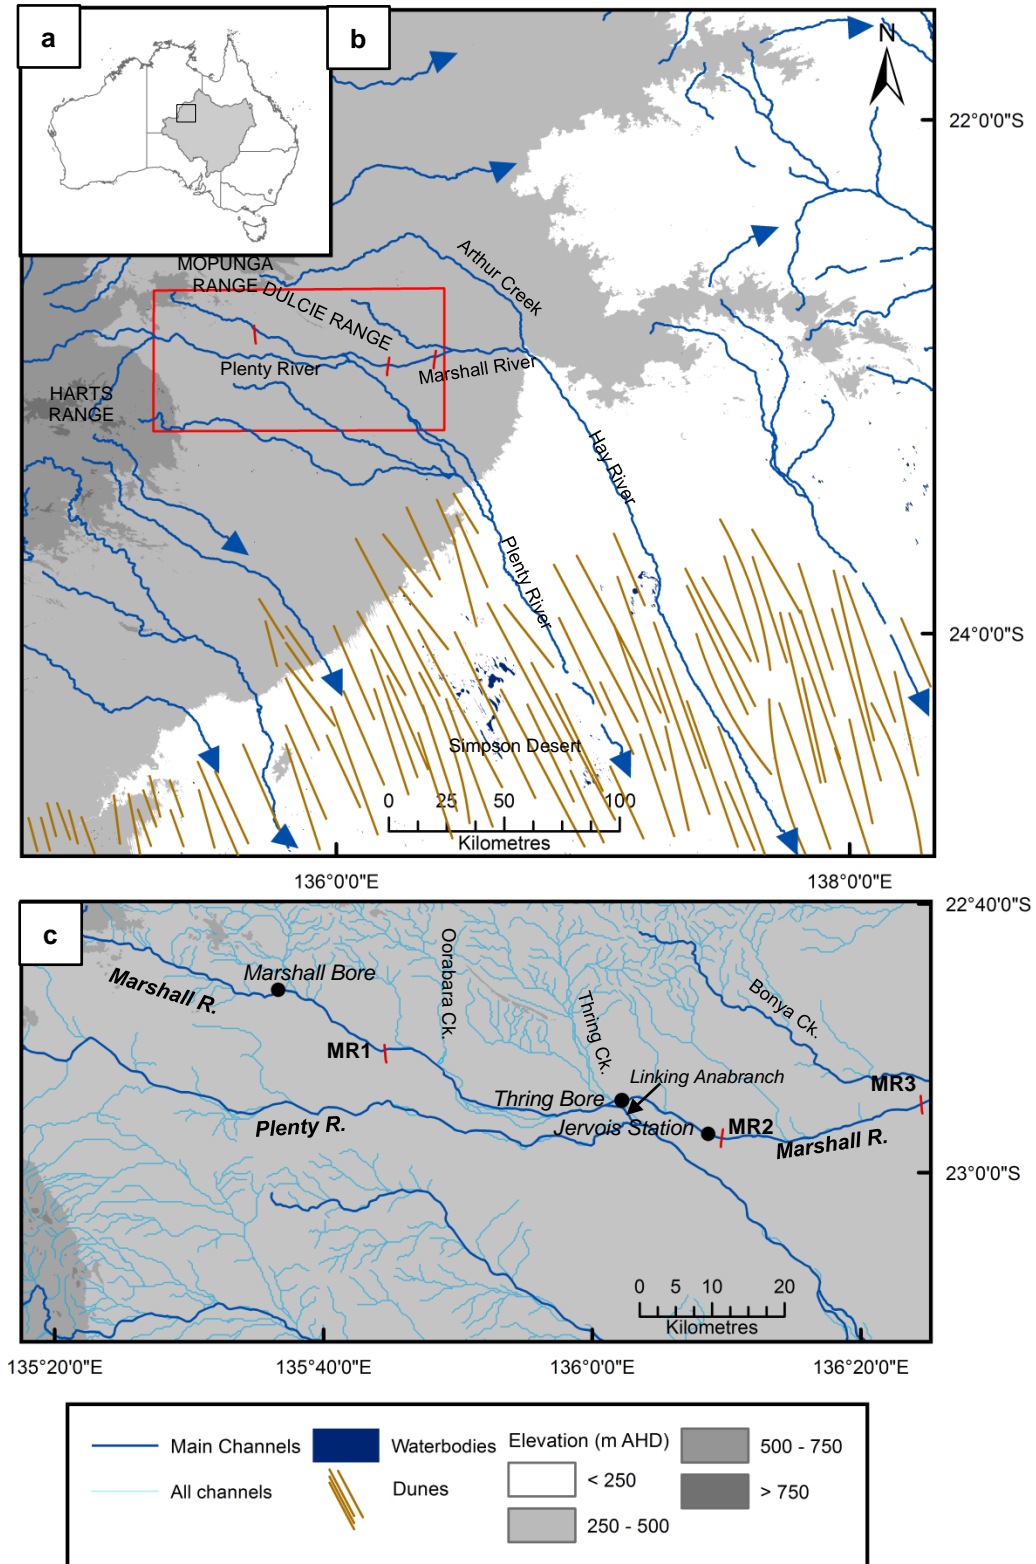 a
b
N
22°0'0"S
MOPUNGA
RANGE
DULCIE RANGE
Arthur Creek
Plenty River
Marshall River
HARTS
RANGE
Hay River
Plenty River
24°0'0"S
Simpson Desert
0 25 50 100
Kilometres
136°0'0"E 138°0'0"E
c
22°40'0"S
Marshall R.
Marshall Bore
Oorabara Ck.
Thring Ck.
Bonya Ck.
MR1
Linking Anabranch
MR3
Thring Bore
Jervois Station
MR2
Plenty R.
Marshall R.
23°0'0"S
0 5 10 20
Kilometres
135°20'0"E 135°40'0"E 136°0'0"E 136°20'0"E
Main Channels
All channels
Waterbodies
Dunes
Elevation (m AHD)
< 250
250 - 500
500 - 750
> 750